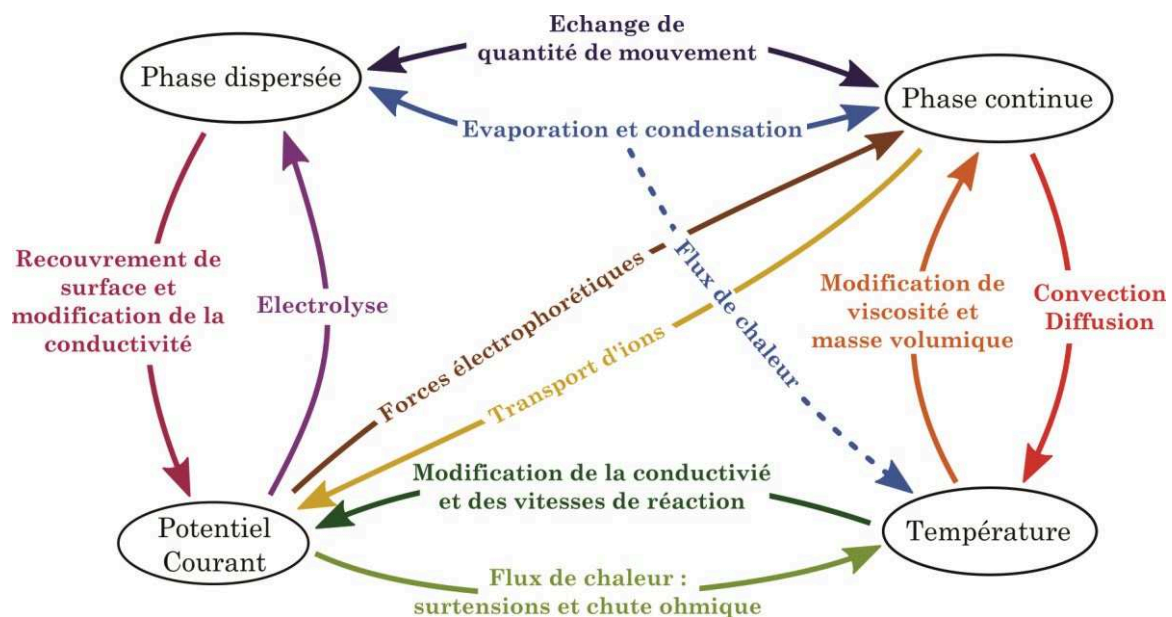 Echange de
quantité de mouvement
Phase dispersée
Phase continue
Evaporation et condensation
Recouvrement de
surface et
modification de la
conductivité
Electrolyse
Forces électrophorétiques
Transport d'ions
Flux de chaleur
Modification de
viscosité et
masse volumique
Convection
Diffusion
Modification de la conductivié
et des vitesses de réaction
Potentiel
Courant
Température
Flux de chaleur :
surtensions et chute ohmique